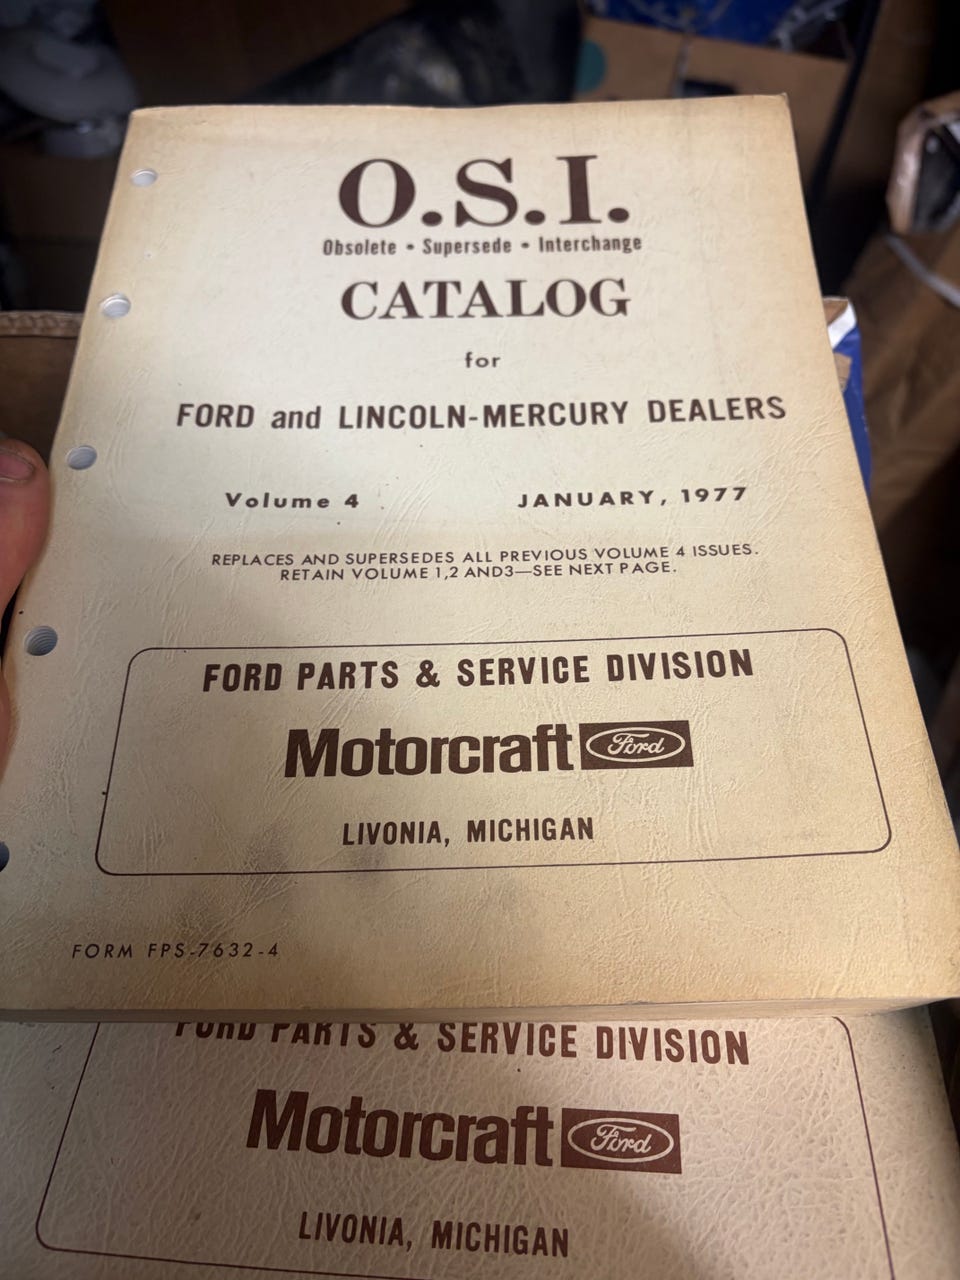 O.S.I.
Obsolete • Supersede • Interchange
CATALOG
for
FORD and LINCOLN-MERCURY DEALERS
Volume 4 JANUARY, 1977
REPLACES AND SUPERSEDES ALL PREVIOUS VOLUME 4 ISSUES.
RETAIN VOLUME 1,2 AND3—SEE NEXT PAGE.
FORD PARTS & SERVICE DIVISION
Motorcraft Ford
LIVONIA, MICHIGAN
FORM FPS-7632-4
FORD PARTS & SERVICE DIVISION
Motorcraft Ford
LIVONIA, MICHIGAN